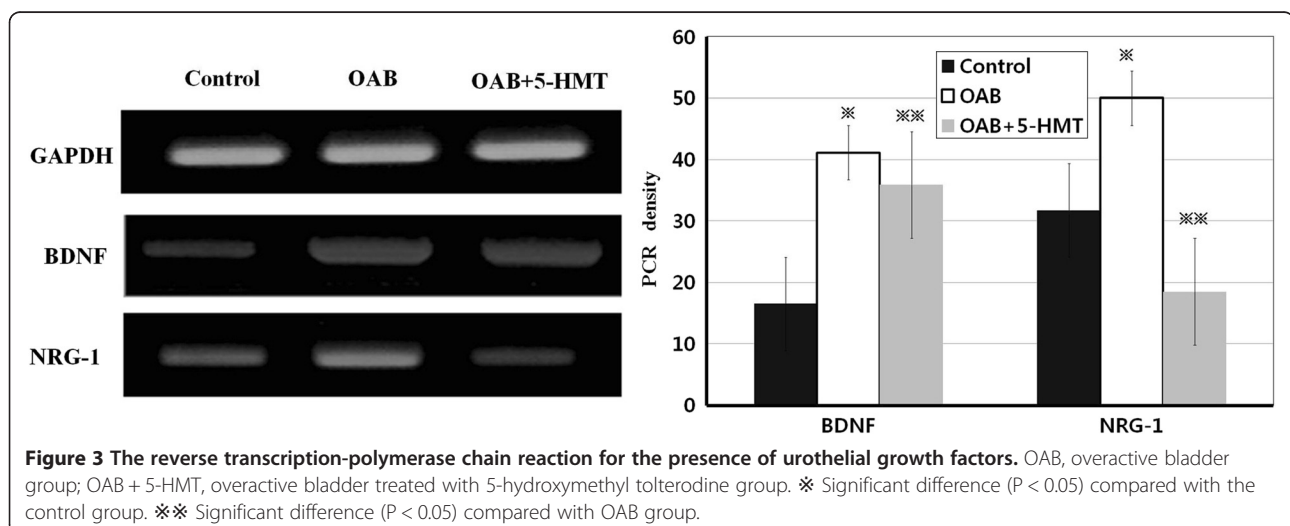 Control OAB OAB+5-HMT
GAPDH
BDNF
NRG-1
60
50
40
30
20
10
0
PCR density
Control
OAB
OAB+5-HMT
※
※※
※
※※
BDNF NRG-1
Figure 3 The reverse transcription-polymerase chain reaction for the presence of urothelial growth factors. OAB, overactive bladder
group; OAB + 5-HMT, overactive bladder treated with 5-hydroxymethyl tolterodine group. ※ Significant difference (P < 0.05) compared with the
control group. ※※ Significant difference (P < 0.05) compared with OAB group.